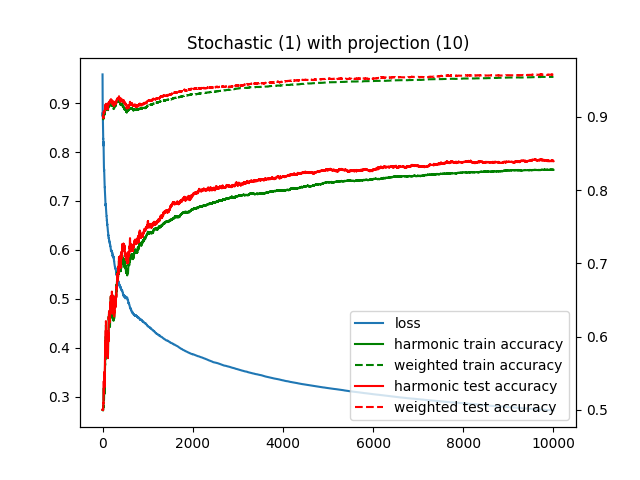 Stochastic (1) with projection (10)
0.9
0.8
0.7
0.6
0.5
0.4
0.3
0.9
0.8
0.7
0.6
0.5
loss
harmonic train accuracy
weighted train accuracy
harmonic test accuracy
weighted test accuracy
0 2000 4000 6000 8000 10000